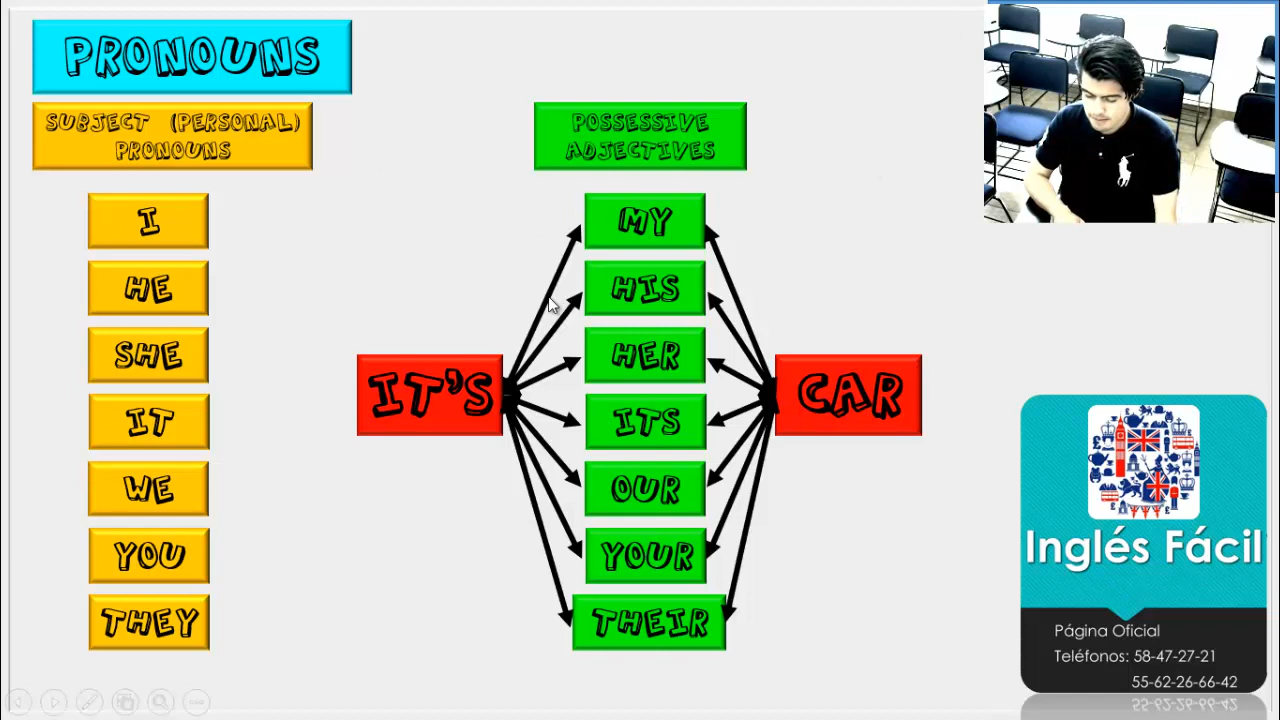 PRONOUNS
SUBJECT (PERSONAL)
PRONOUNS
POSSESSIVE
ADJECTIVES
I
HE
SHE
IT
WE
YOU
THEY
IT'S
MY
HIS
HER
ITS
OUR
YOUR
THEIR
CAR
Inglés Fácil
Página Oficial
Teléfonos: 58-47-27-21
55-62-26-66-42